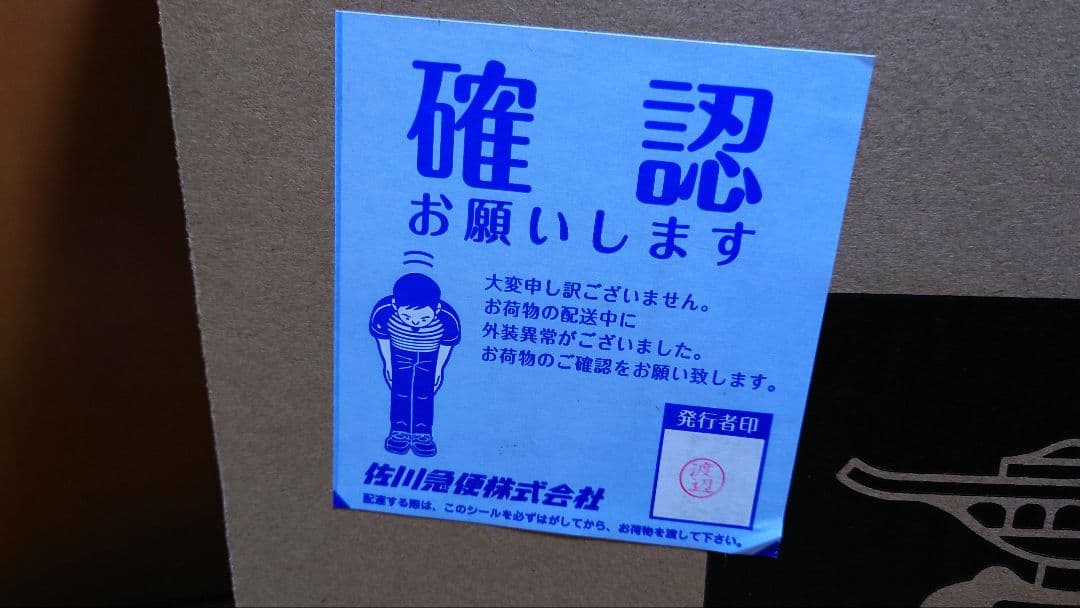 確認
お願いします
大変申し訳ございません。
お荷物の配送中に
外装異常がございました。
お荷物のご確認をお願い致します。
発行者印
渡辺
佐川急便株式会社
配達する際は、このシールを必ずはがしてから、お荷物を渡して下さい。